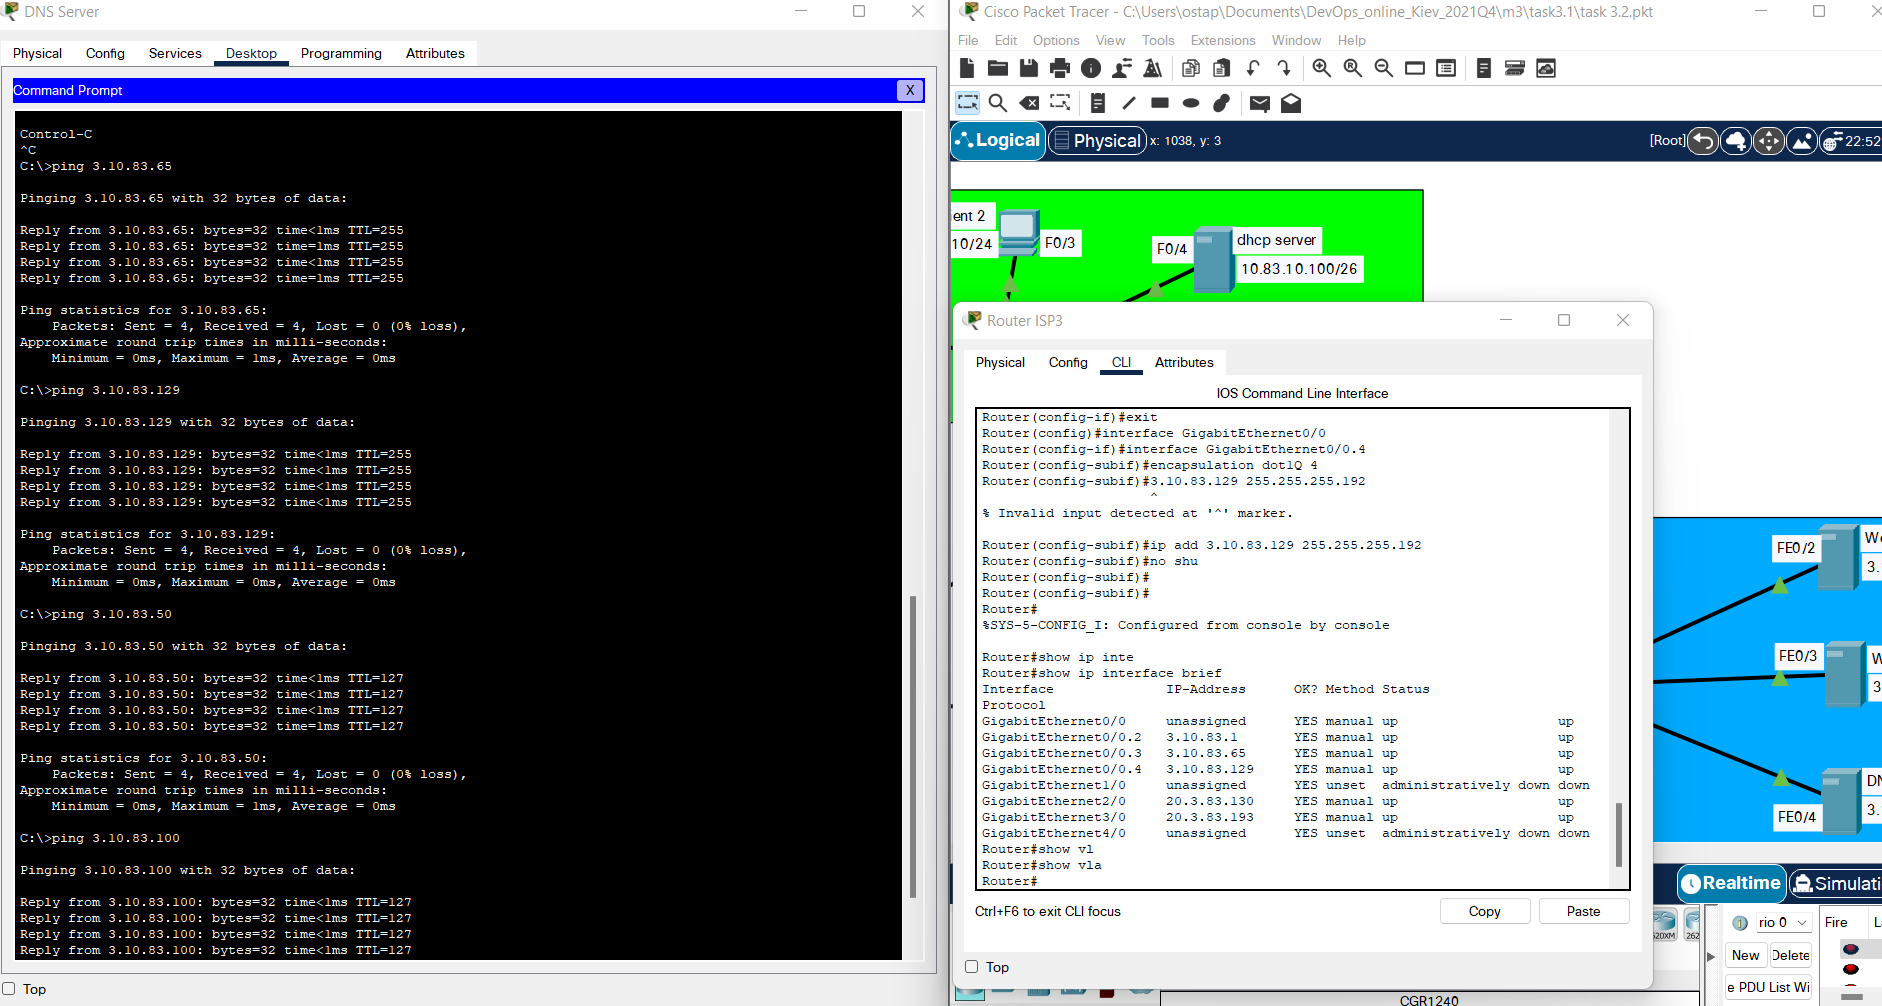 DNS Server
Physical Config Services Desktop Programming Attributes
Command Prompt
X
Control-C
^C
C:\>ping 3.10.83.65
Pinging 3.10.83.65 with 32 bytes of data:
Reply from 3.10.83.65: bytes=32 time<1ms TTL=255
Reply from 3.10.83.65: bytes=32 time<1ms TTL=255
Reply from 3.10.83.65: bytes=32 time<1ms TTL=255
Reply from 3.10.83.65: bytes=32 time=1ms TTL=255
Ping statistics for 3.10.83.65:
Packets: Sent = 4, Received = 4, Lost = 0 (0% loss),
Approximate round trip times in milli-seconds:
Minimum = 0ms, Maximum = 1ms, Average = 0ms
C:\>ping 3.10.83.129
Pinging 3.10.83.129 with 32 bytes of data:
Reply from 3.10.83.129: bytes=32 time<1ms TTL=255
Reply from 3.10.83.129: bytes=32 time<1ms TTL=255
Reply from 3.10.83.129: bytes=32 time<1ms TTL=255
Reply from 3.10.83.129: bytes=32 time<1ms TTL=255
Ping statistics for 3.10.83.129:
Packets: Sent = 4, Received = 4, Lost = 0 (0% loss),
Approximate round trip times in milli-seconds:
Minimum = 0ms, Maximum = 0ms, Average = 0ms
C:\>ping 3.10.83.50
Pinging 3.10.83.50 with 32 bytes of data:
Reply from 3.10.83.50: bytes=32 time<1ms TTL=127
Reply from 3.10.83.50: bytes=32 time=1ms TTL=127
Reply from 3.10.83.50: bytes=32 time<1ms TTL=127
Reply from 3.10.83.50: bytes=32 time=1ms TTL=127
Ping statistics for 3.10.83.50:
Packets: Sent = 4, Received = 4, Lost = 0 (0% loss),
Approximate round trip times in milli-seconds:
Minimum = 0ms, Maximum = 1ms, Average = 0ms
C:\>ping 3.10.83.100
Pinging 3.10.83.100 with 32 bytes of data:
Reply from 3.10.83.100: bytes=32 time<1ms TTL=127
Reply from 3.10.83.100: bytes=32 time<1ms TTL=127
Reply from 3.10.83.100: bytes=32 time<1ms TTL=127
Reply from 3.10.83.100: bytes=32 time<1ms TTL=127
Top
Cisco Packet Tracer - C:\Users\ostap\Documents\DevOps_online_Kiev_2021Q4\m3\task3.1\task 3.2.pkt
File Edit Options View Tools Extensions Window Help
Logical Physical x: 1038, y: 3
[Root] 22:52
ent 2
10/24
F0/3
F0/4
dhcp server
10.83.10.100/26
Router ISP3
Physical Config CLI Attributes
IOS Command Line Interface
Router(config-if)#exit
Router(config)#interface GigabitEthernet0/0
Router(config-if)#interface GigabitEthernet0/0.4
Router(config-subif)#encapsulation dot1Q 4
Router(config-subif)#3.10.83.129 255.255.255.192
^
% Invalid input detected at '^' marker.
Router(config-subif)#ip add 3.10.83.129 255.255.255.192
Router(config-subif)#no shu
Router(config-subif)#
Router(config-subif)#
Router#
%SYS-5-CONFIG_I: Configured from console by console
Router#show ip inte
Router#show ip interface brief
Interface IP-Address OK? Method Status
Protocol
GigabitEthernet0/0 unassigned YES manual up up
GigabitEthernet0/0.2 3.10.83.1 YES manual up up
GigabitEthernet0/0.3 3.10.83.65 YES manual up up
GigabitEthernet0/0.4 3.10.83.129 YES manual up up
GigabitEthernet1/0 unassigned YES unset administratively down down
GigabitEthernet2/0 20.3.83.130 YES manual up up
GigabitEthernet3/0 20.3.83.193 YES manual up up
GigabitEthernet4/0 unassigned YES unset administratively down down
Router#show vl
Router#show vla
Router#
Ctrl+F6 to exit CLI focus
Copy Paste
Top
FE0/2
We
3.
FE0/3
W
3
DN
3.
FE0/4
Realtime Simulati
620XM 262
rio 0
Fire
La
New Delete
e PDU List Wi
CGR1240